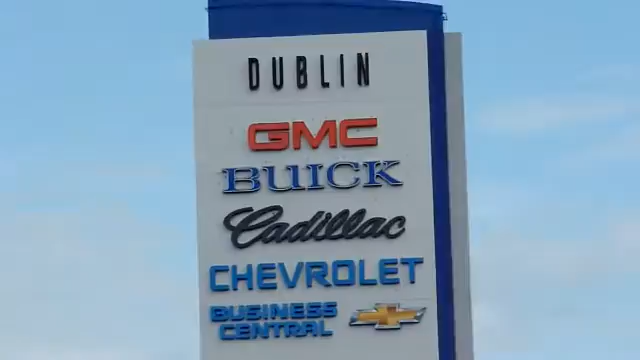 DUBLIN
GMC
BUICK
Cadillac
CHEVROLET
BUSINESS
CENTRAL